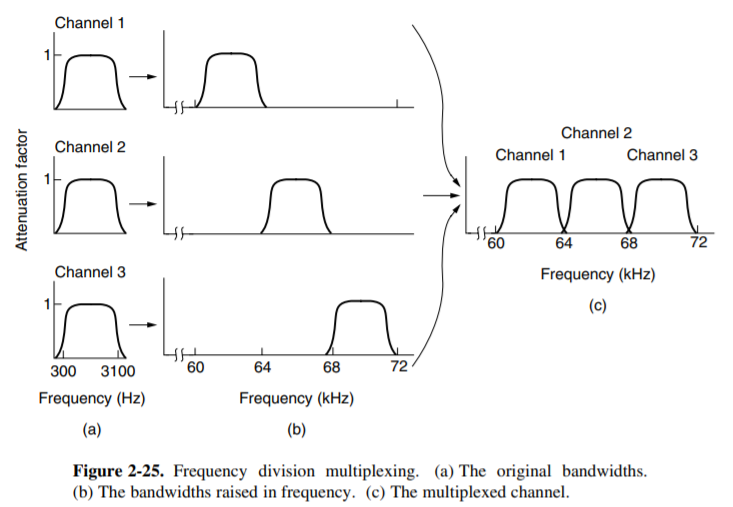 Channel 1
1
Channel 2
1
Attenuation factor
Channel 3
1
300 3100
Frequency (Hz)
(a)
60 64 68 72
Frequency (kHz)
(b)
Channel 2
Channel 1 Channel 3
60 64 68 72
Frequency (kHz)
(c)
Figure 2-25. Frequency division multiplexing. (a) The original bandwidths.
(b) The bandwidths raised in frequency. (c) The multiplexed channel.